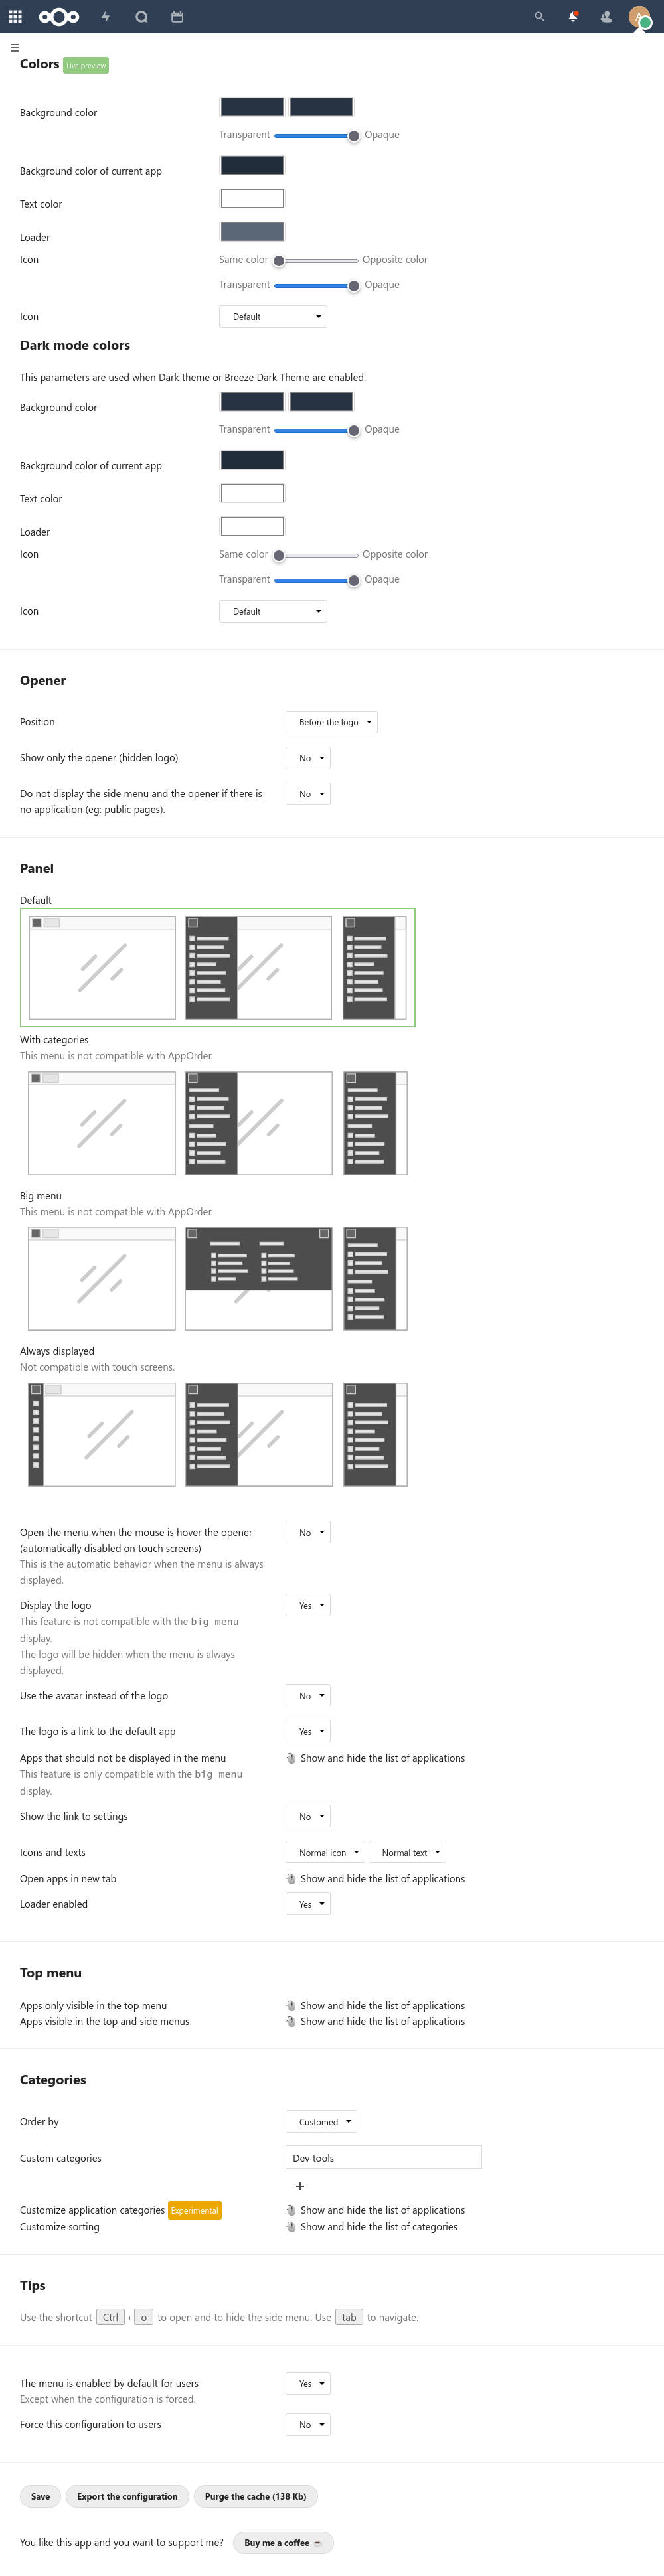 A
Colors Live preview
Background color
Transparent Opaque
Background color of current app
Text color
Loader
Icon Same color Opposite color
Transparent Opaque
Icon Default
Dark mode colors
This parameters are used when Dark theme or Breeze Dark Theme are enabled.
Background color
Transparent Opaque
Background color of current app
Text color
Loader
Icon Same color Opposite color
Transparent Opaque
Icon Default
Opener
Position Before the logo
Show only the opener (hidden logo) No
Do not display the side menu and the opener if there is No
no application (eg: public pages).
Panel
Default
With categories
This menu is not compatible with AppOrder.
Big menu
This menu is not compatible with AppOrder.
Always displayed
Not compatible with touch screens.
Open the menu when the mouse is hover the opener No
(automatically disabled on touch screens)
This is the automatic behavior when the menu is always
displayed.
Display the logo Yes
This feature is not compatible with the big menu
display.
The logo will be hidden when the menu is always
displayed.
Use the avatar instead of the logo No
The logo is a link to the default app Yes
Apps that should not be displayed in the menu Show and hide the list of applications
This feature is only compatible with the big menu
display.
Show the link to settings No
Icons and texts Normal icon Normal text
Open apps in new tab Show and hide the list of applications
Loader enabled Yes
Top menu
Apps only visible in the top menu Show and hide the list of applications
Apps visible in the top and side menus Show and hide the list of applications
Categories
Order by Customed
Custom categories Dev tools
+
Customize application categories Experimental Show and hide the list of applications
Customize sorting Show and hide the list of categories
Tips
Use the shortcut Ctrl + o to open and to hide the side menu. Use tab to navigate.
The menu is enabled by default for users Yes
Except when the configuration is forced.
Force this configuration to users No
Save Export the configuration Purge the cache (138 Kb)
You like this app and you want to support me? Buy me a coffee ☕